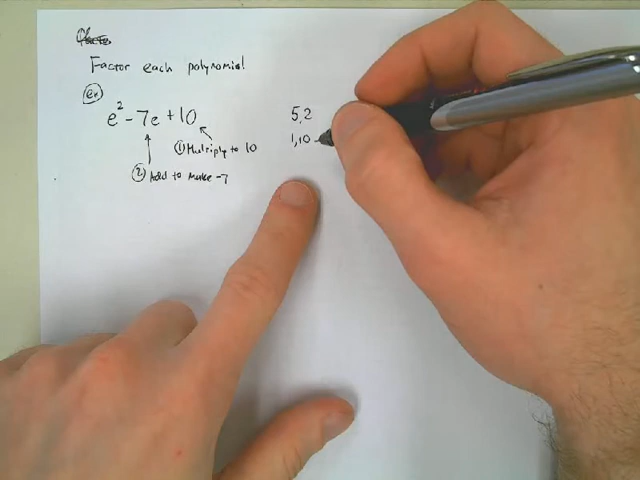 Factor each polynomial
ex
e² - 7e + 10
① Multiply to 10
② Add to make -7
5, 2
1, 10